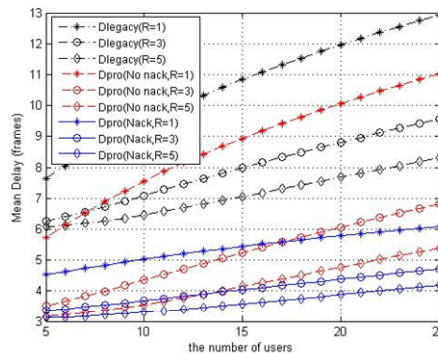 13
12
11
10
9
8
7
6
5
4
3
Mean Delay (frames)
Dlegacy(R=1)
Dlegacy(R=3)
Dlegacy(R=5)
Dpro(No nack,R=1)
Dpro(No nack,R=3)
Dpro(No nack,R=5)
Dpro(Nack,R=1)
Dpro(Nack,R=3)
Dpro(Nack,R=5)
5
10
15
20
25
the number of users